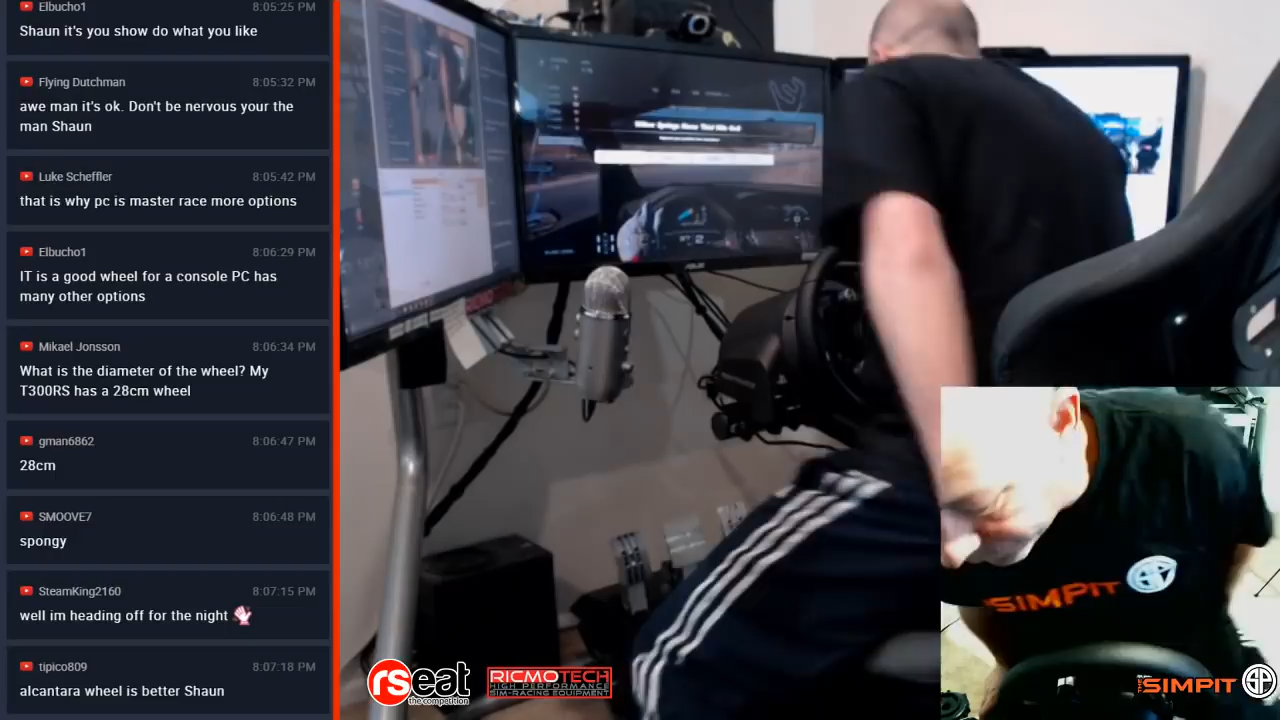 Elbucho1 8:05:25 PM
Shaun it's you show do what you like
Flying Dutchman 8:05:32 PM
awe man it's ok. Don't be nervous your the
man Shaun
Luke Scheffler 8:05:42 PM
that is why pc is master race more options
Elbucho1 8:06:29 PM
IT is a good wheel for a console PC has
many other options
Mikael Jonsson 8:06:34 PM
What is the diameter of the wheel? My
T300RS has a 28cm wheel
gman6862 8:06:47 PM
28cm
SMOOVE7 8:06:48 PM
spongy
SteamKing2160 8:07:15 PM
well im heading off for the night
tipico809 8:07:18 PM
alcantara wheel is better Shaun
rseat
the competition
RICMOTECH
HIGH PERFORMANCE
SIM-RACING EQUIPMENT
SIMPIT
THE SIMPIT SP